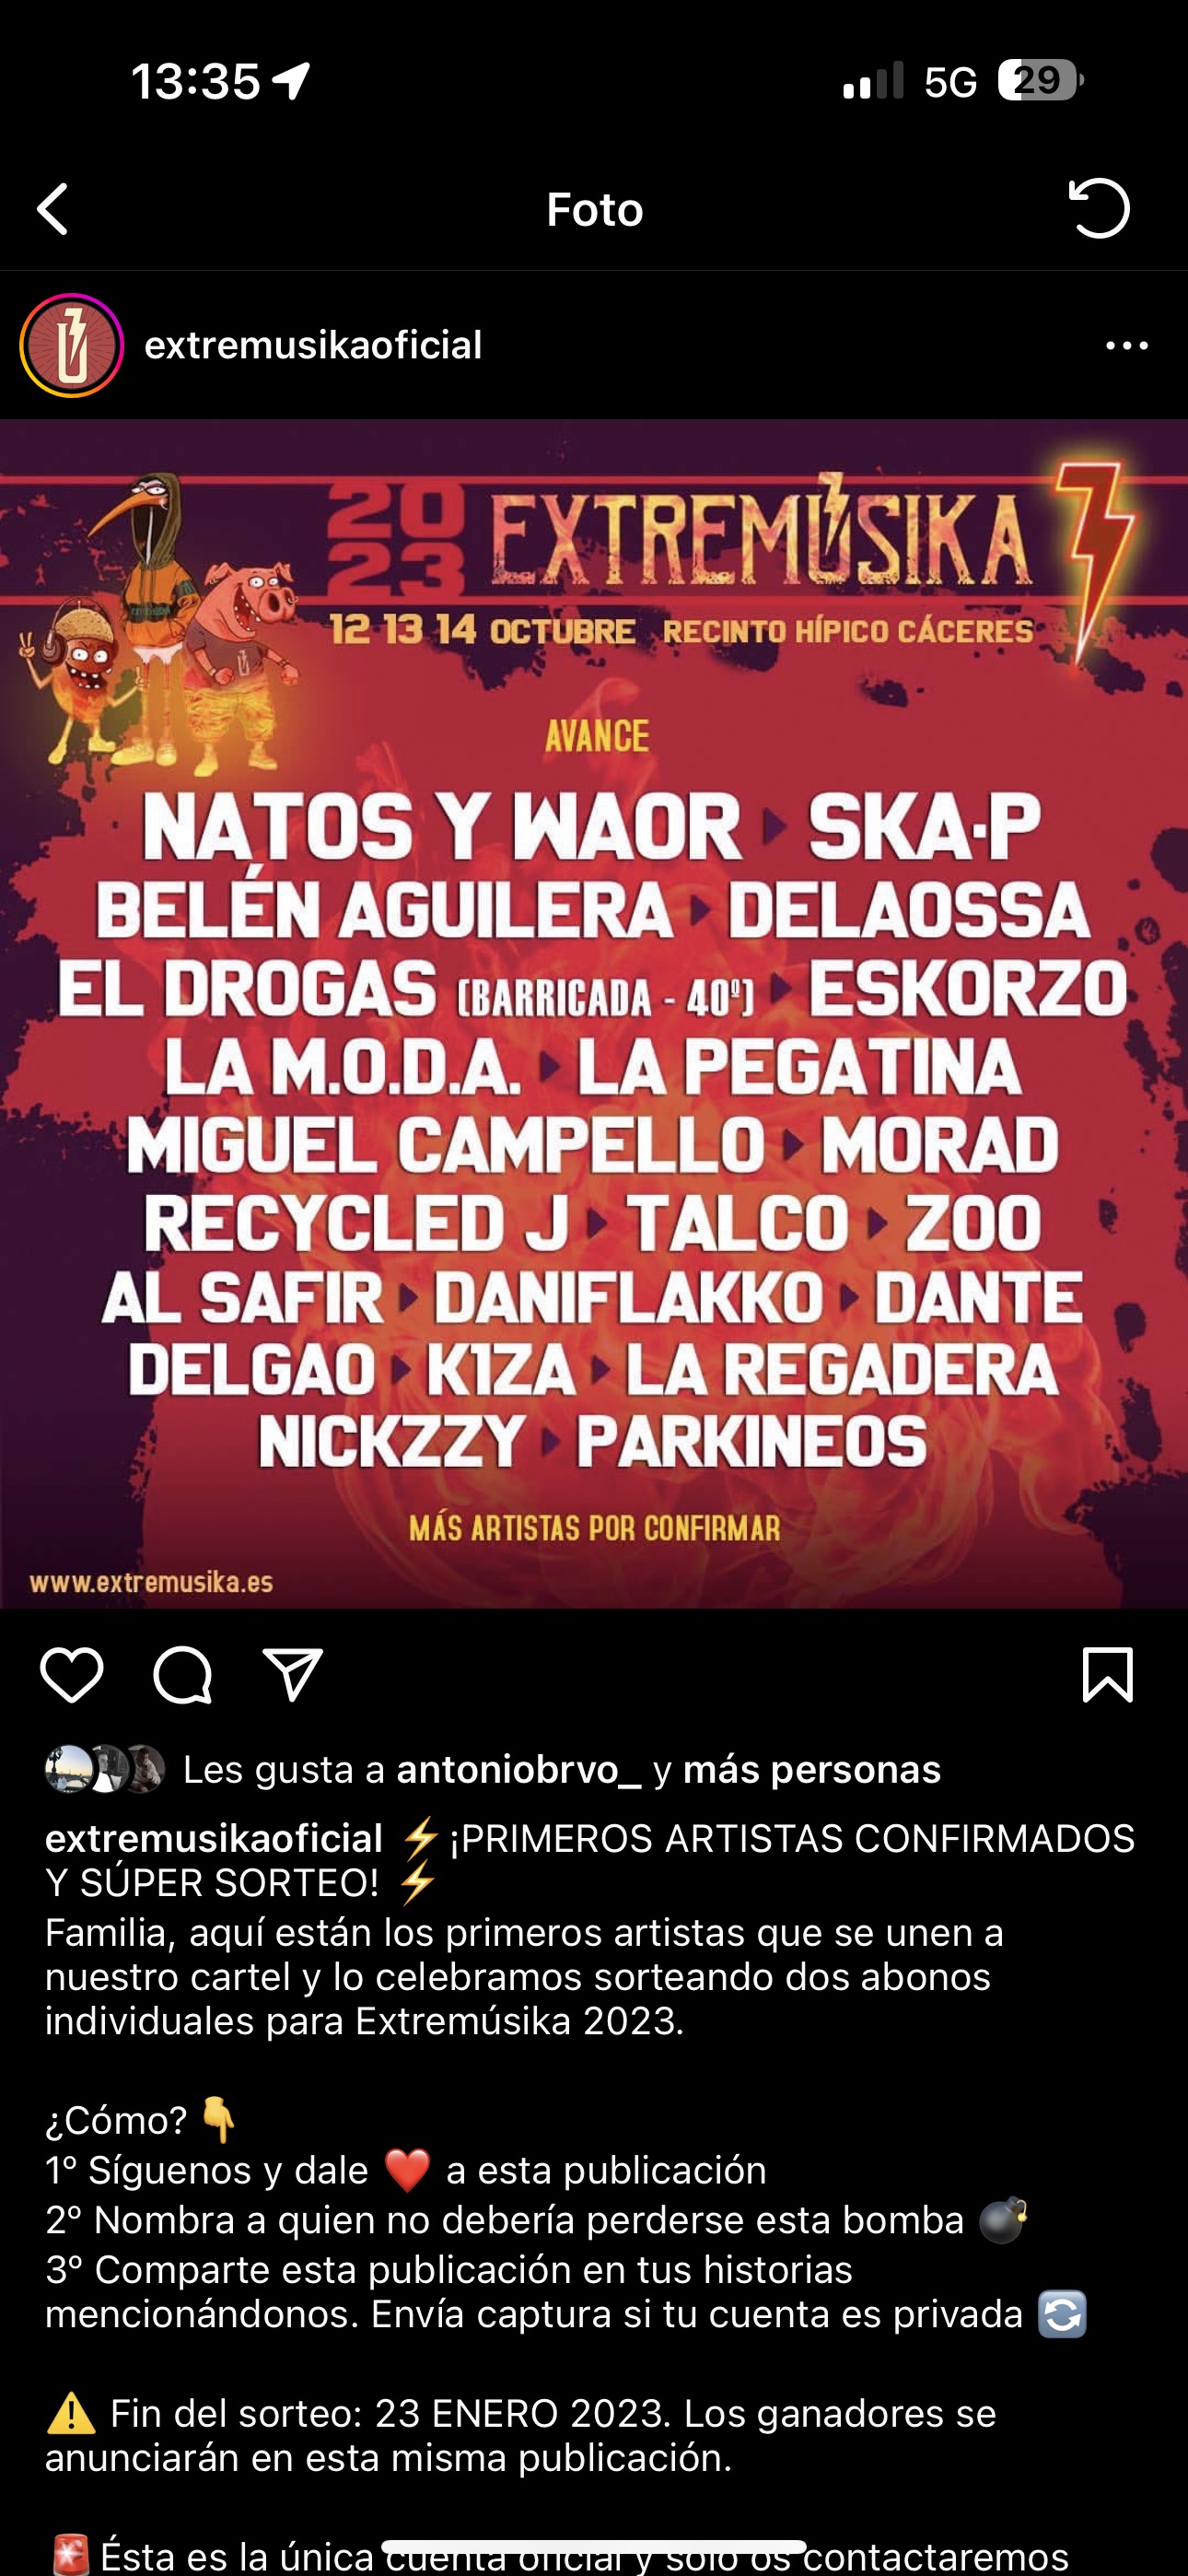 13:35 5G 29
Foto
extremusikaoficial
20 23 EXTREMÚSIKA
12 13 14 OCTUBRE RECINTO HÍPICO CÁCERES
AVANCE
NATOS Y WAOR SKA-P
BELÉN AGUILERA DELAOSSA
EL DROGAS (BARRICADA - 40º) ESKORZO
LA M.O.D.A. LA PEGATINA
MIGUEL CAMPELLO MORAD
RECYCLED J TALCO ZOO
AL SAFIR DANIFLAKKO DANTE
DELGAO K1ZA LA REGADERA
NICKZZY PARKINEOS
MÁS ARTISTAS POR CONFIRMAR
www.extremusika.es
Les gusta a antoniobrvo_ y más personas
extremusikaoficial ⚡¡PRIMEROS ARTISTAS CONFIRMADOS
Y SÚPER SORTEO! ⚡
Familia, aquí están los primeros artistas que se unen a
nuestro cartel y lo celebramos sorteando dos abonos
individuales para Extremúsika 2023.
¿Cómo? 👇
1º Síguenos y dale ❤️ a esta publicación
2º Nombra a quien no debería perderse esta bomba 💣
3º Comparte esta publicación en tus historias
mencionándonos. Envía captura si tu cuenta es privada 🔄
⚠️ Fin del sorteo: 23 ENERO 2023. Los ganadores se
anunciarán en esta misma publicación.
🚨Ésta es la única cuenta oficial y solo os contactaremos